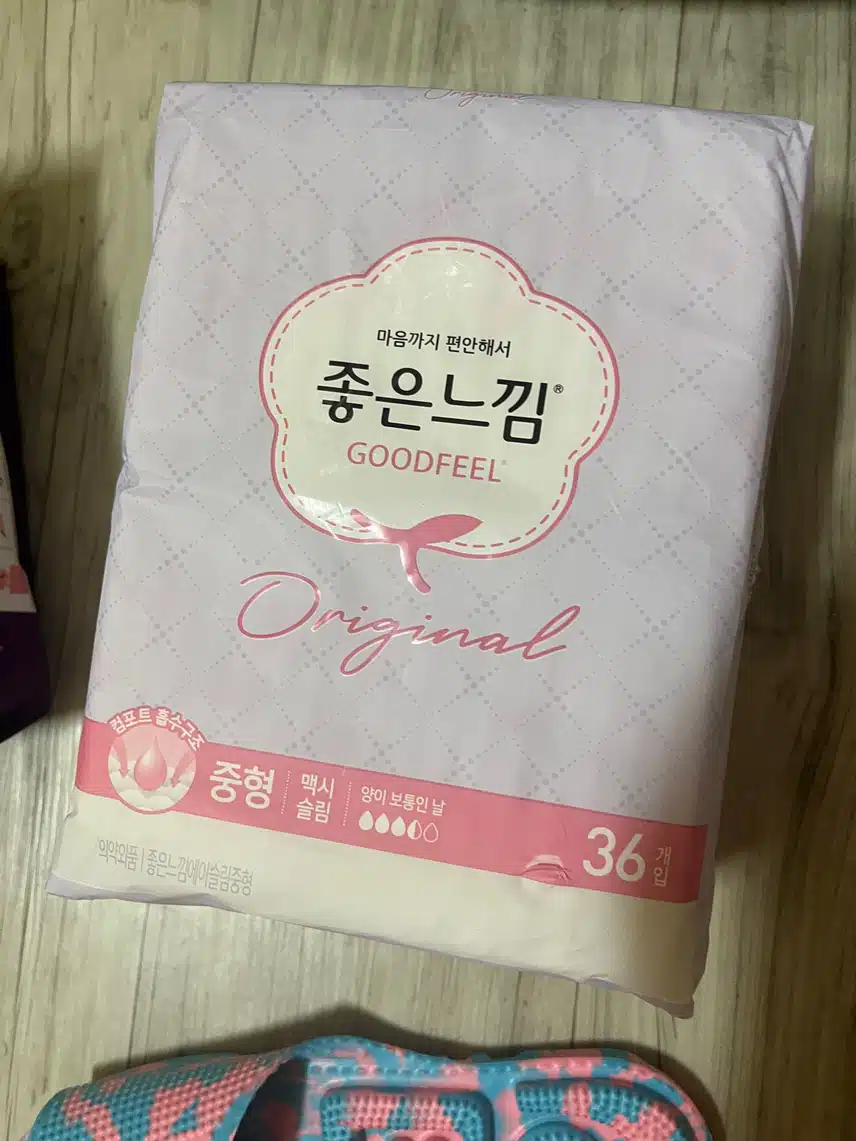 Original
마음까지 편안해서
좋은느낌®
GOODFEEL
Original
컴포트 흡수구조
중형
맥시
슬림
양이 보통인 날
36
개
입
의약외품 | 좋은느낌에어슬림중형